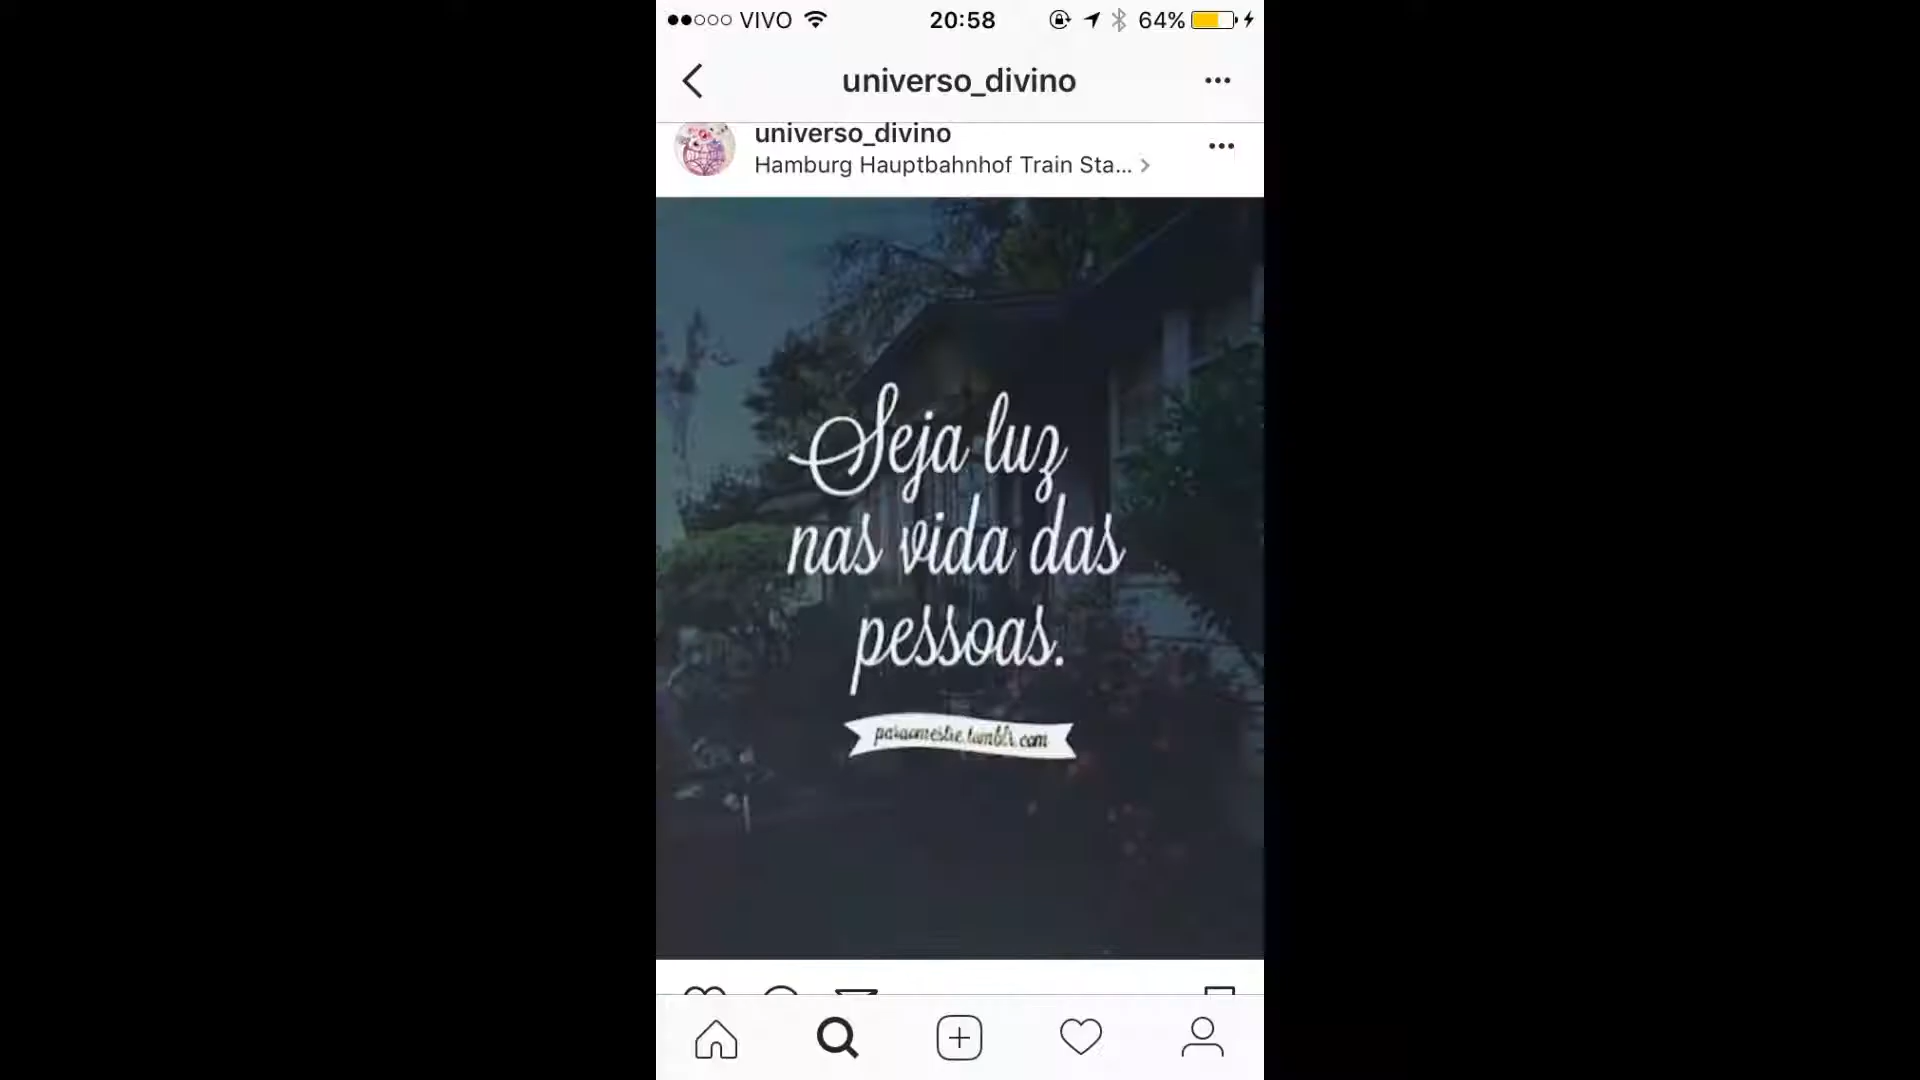 VIVO 20:58 64%
universo_divino
universo_divino
Hamburg Hauptbahnhof Train Sta...
Seja luz
nas vida das
pessoas.
paraomestre.tumblr.com